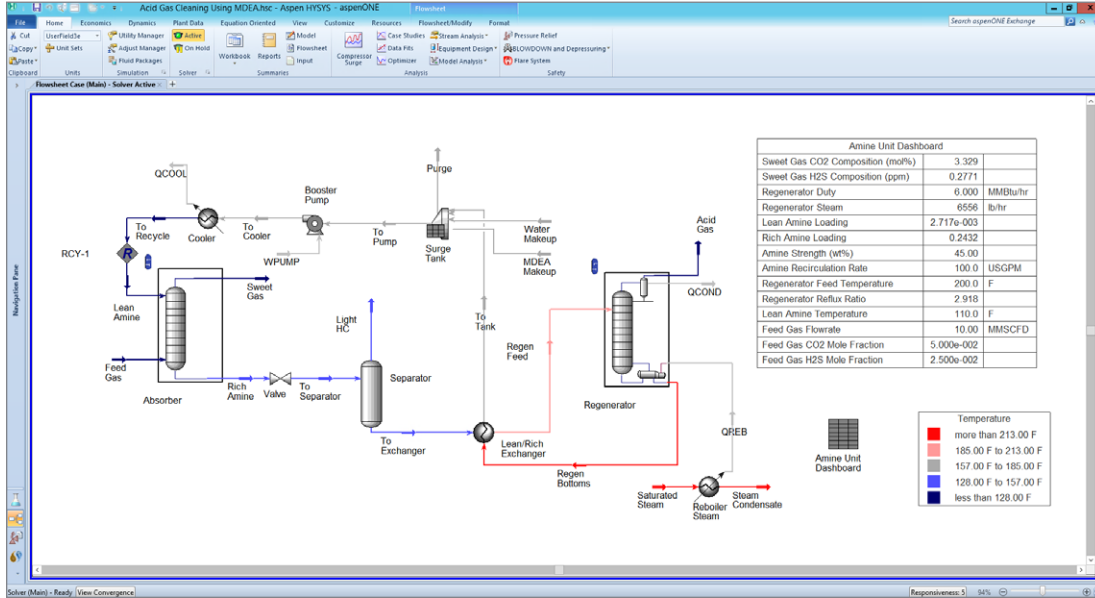 Acid Gas Cleaning Using MDEA.hsc - Aspen HYSYS - aspenONE
Flowsheet
File Home Economics Dynamics Plant Data Equation Oriented View Customize Resources Flowsheet/Modify Format
Search aspenONE Exchange
Cut
Copy
Paste
Clipboard
UserField3e
Unit Sets
Units
Utility Manager
Adjust Manager
Fluid Packages
Simulation
Active
On Hold
Solver
Workbook
Reports
Model
Flowsheet
Input
Summaries
Compressor
Surge
Case Studies
Data Fits
Optimizer
Stream Analysis
Equipment Design
Model Analysis
Analysis
Pressure Relief
BLOWDOWN and Depressuring
Flare System
Safety
Flowsheet Case (Main) - Solver Active
Navigation Pane
QCOOL
To
Recycle
Cooler
To
Cooler
Booster
Pump
WPUMP
To
Pump
Purge
Surge
Tank
Water
Makeup
MDEA
Makeup
RCY-1
R
Lean
Amine
Sweet
Gas
Feed
Gas
Absorber
Rich
Amine
Valve
To
Separator
Light
HC
Separator
To
Exchanger
To
Tank
Regen
Feed
Lean/Rich
Exchanger
Regen
Bottoms
Acid
Gas
QCOND
Regenerator
QREB
Saturated
Steam
Reboiler
Steam
Steam
Condensate
Amine Unit Dashboard
Sweet Gas CO2 Composition (mol%) 3.329
Sweet Gas H2S Composition (ppm) 0.2771
Regenerator Duty 6.000 MMBtu/hr
Regenerator Steam 6556 lb/hr
Lean Amine Loading 2.717e-003
Rich Amine Loading 0.2432
Amine Strength (wt%) 45.00
Amine Recirculation Rate 100.0 USGPM
Regenerator Feed Temperature 200.0 F
Regenerator Reflux Ratio 2.918
Lean Amine Temperature 110.0 F
Feed Gas Flowrate 10.00 MMSCFD
Feed Gas CO2 Mole Fraction 5.000e-002
Feed Gas H2S Mole Fraction 2.500e-002
Amine Unit
Dashboard
Temperature
more than 213.00 F
185.00 F to 213.00 F
157.00 F to 185.00 F
128.00 F to 157.00 F
less than 128.00 F
Solver (Main) - Ready View Convergence
Responsiveness: 5 94%